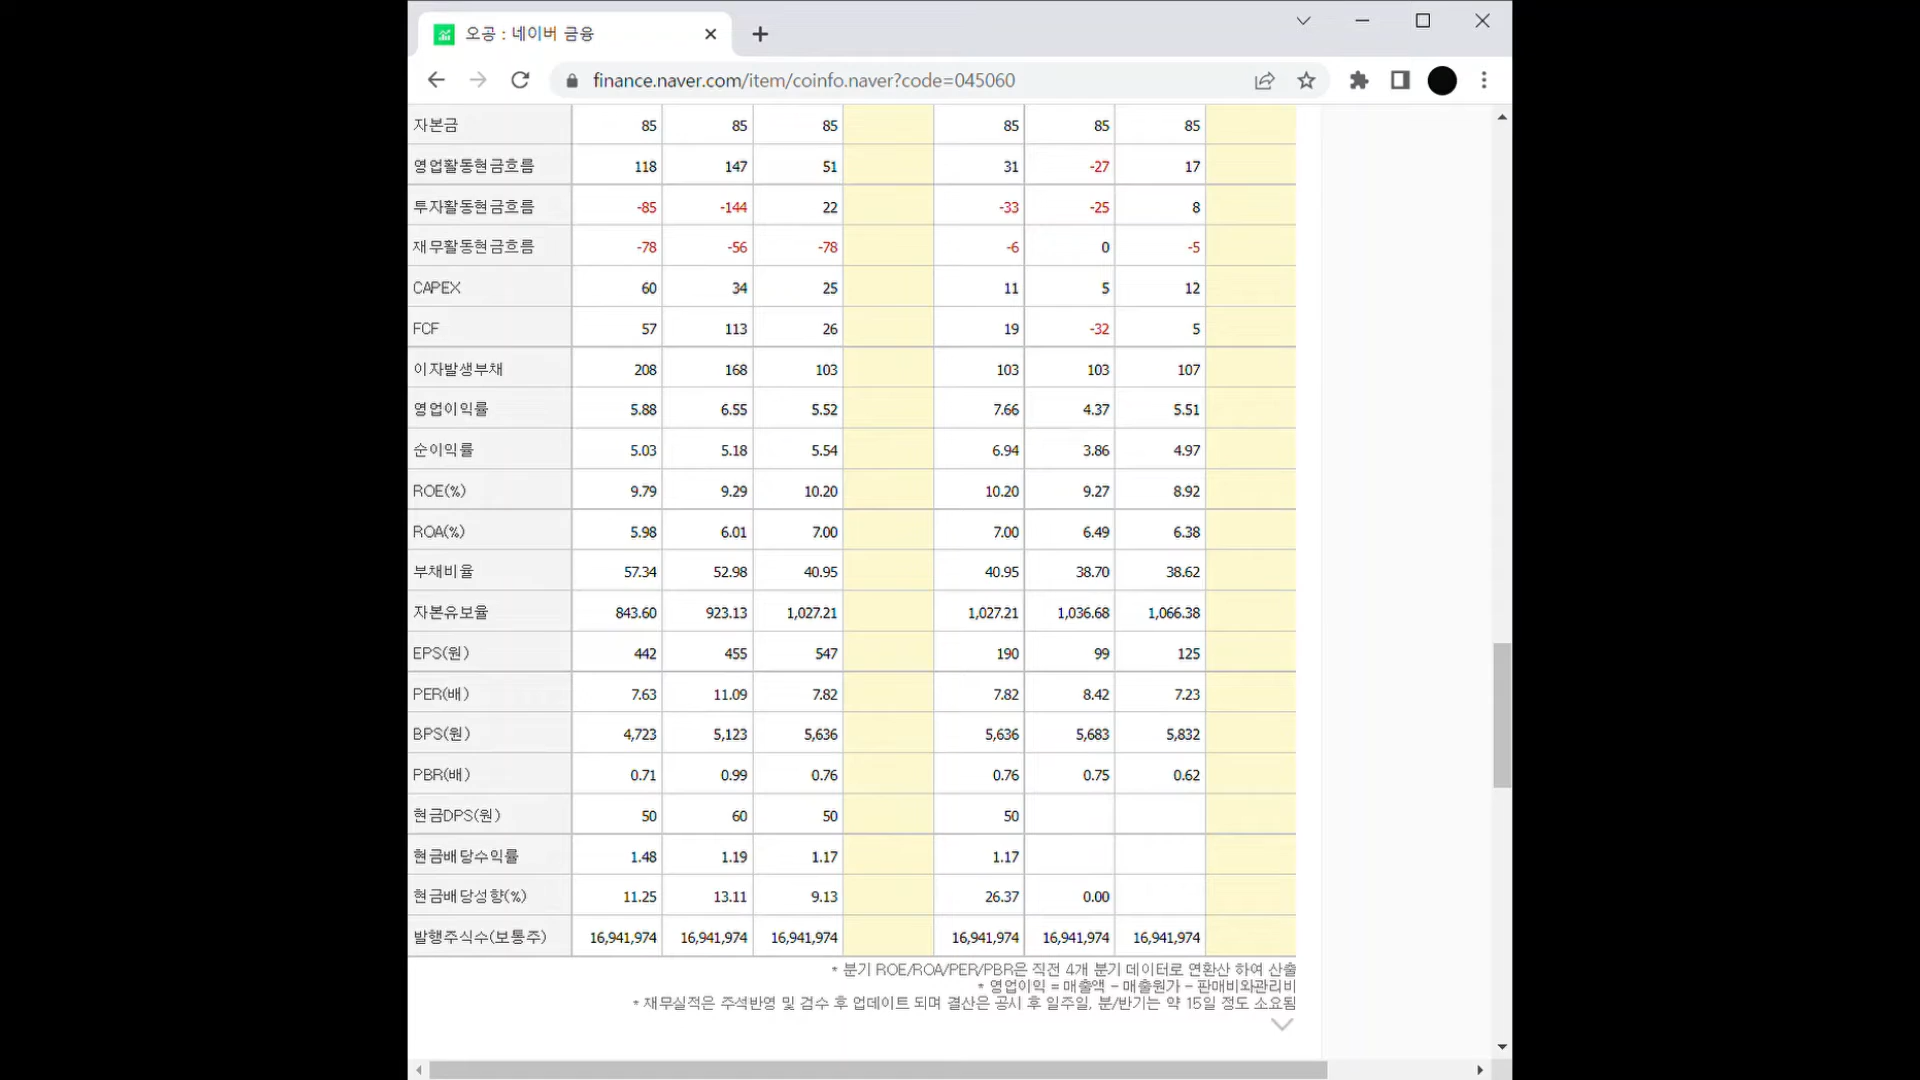 오공 : 네이버 금융
finance.naver.com/item/coinfo.naver?code=045060
자본금 85 85 85 85 85 85
영업활동현금흐름 118 147 51 31 -27 17
투자활동현금흐름 -85 -144 22 -33 -25 8
재무활동현금흐름 -78 -56 -78 -6 0 -5
CAPEX 60 34 25 11 5 12
FCF 57 113 26 19 -32 5
이자발생부채 208 168 103 103 103 107
영업이익률 5.88 6.55 5.52 7.66 4.37 5.51
순이익률 5.03 5.18 5.54 6.94 3.86 4.97
ROE(%) 9.79 9.29 10.20 10.20 9.27 8.92
ROA(%) 5.98 6.01 7.00 7.00 6.49 6.38
부채비율 57.34 52.98 40.95 40.95 38.70 38.62
자본유보율 843.60 923.13 1,027.21 1,027.21 1,036.68 1,066.38
EPS(원) 442 455 547 190 99 125
PER(배) 7.63 11.09 7.82 7.82 8.42 7.23
BPS(원) 4,723 5,123 5,636 5,636 5,683 5,832
PBR(배) 0.71 0.99 0.76 0.76 0.75 0.62
현금DPS(원) 50 60 50 50
현금배당수익률 1.48 1.19 1.17 1.17
현금배당성향(%) 11.25 13.11 9.13 26.37 0.00
발행주식수(보통주) 16,941,974 16,941,974 16,941,974 16,941,974 16,941,974 16,941,974
* 분기 ROE/ROA/PER/PBR은 직전 4개 분기 데이터로 연환산 하여 산출
* 영업이익 = 매출액 - 매출원가 - 판매비와관리비
* 재무실적은 주석반영 및 검수 후 업데이트 되며 결산은 공시 후 일주일, 분/반기는 약 15일 정도 소요됨